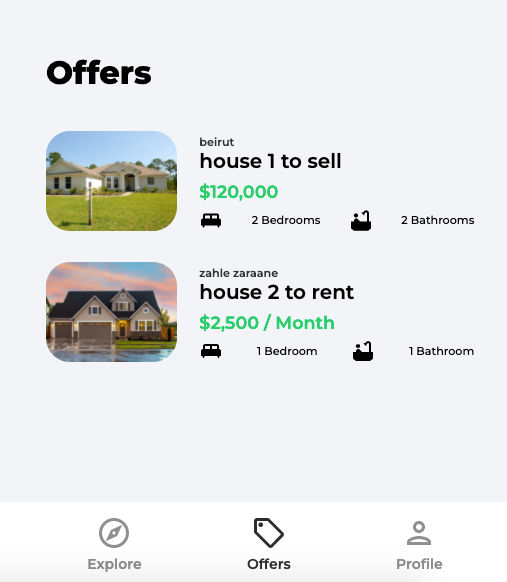 Offers
beirut
house 1 to sell
$120,000
2 Bedrooms 2 Bathrooms
zahle zaraane
house 2 to rent
$2,500 / Month
1 Bedroom 1 Bathroom
Explore Offers Profile